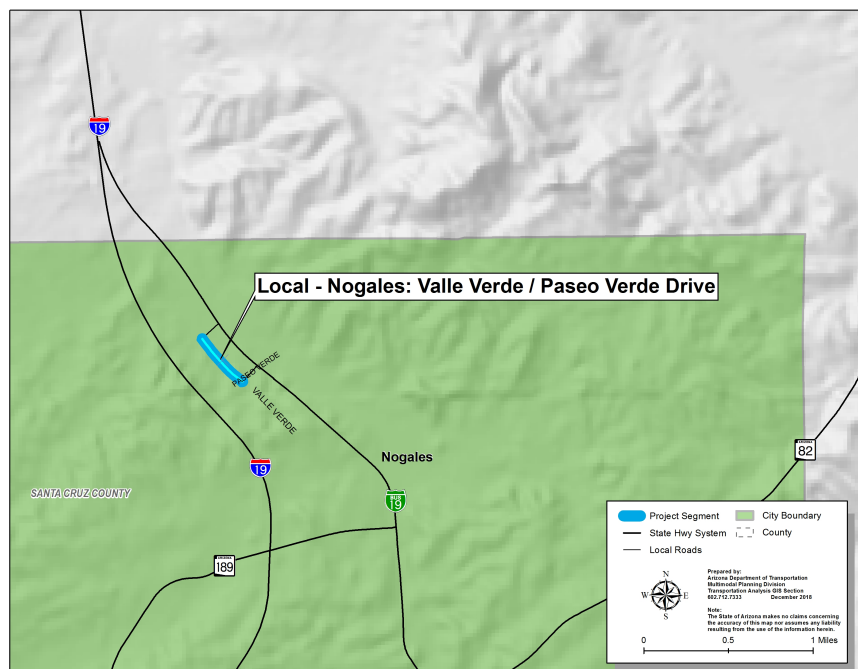 19
Local - Nogales: Valle Verde / Paseo Verde Drive
PASEO VERDE
VALLE VERDE
Nogales
ARIZONA
82
19
SANTA CRUZ COUNTY
BUS
19
ARIZONA
189
Project Segment
City Boundary
State Hwy System
County
Local Roads
N
W E
S
Prepared by:
Arizona Department of Transportation
Multimodal Planning Division
Transportation Analysis GIS Section
602.712.7333 December 2018
Note:
The State of Arizona makes no claims concerning
the accuracy of this map nor assumes any liability
resulting from the use of the information herein.
0 0.5 1 Miles